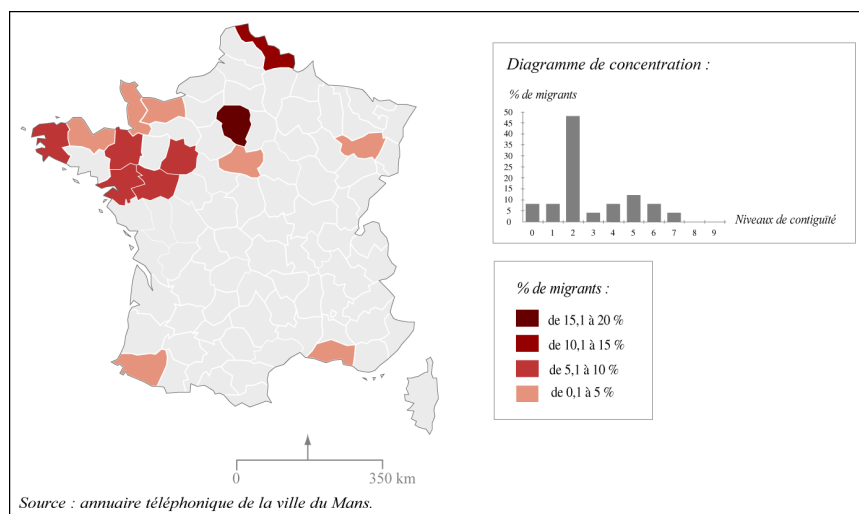 Diagramme de concentration :
% de migrants
50
45
40
35
30
25
20
15
10
5
0
0 1 2 3 4 5 6 7 8 9
Niveaux de contiguïté
% de migrants :
de 15,1 à 20 %
de 10,1 à 15 %
de 5,1 à 10 %
de 0,1 à 5 %
0 350 km
Source : annuaire téléphonique de la ville du Mans.